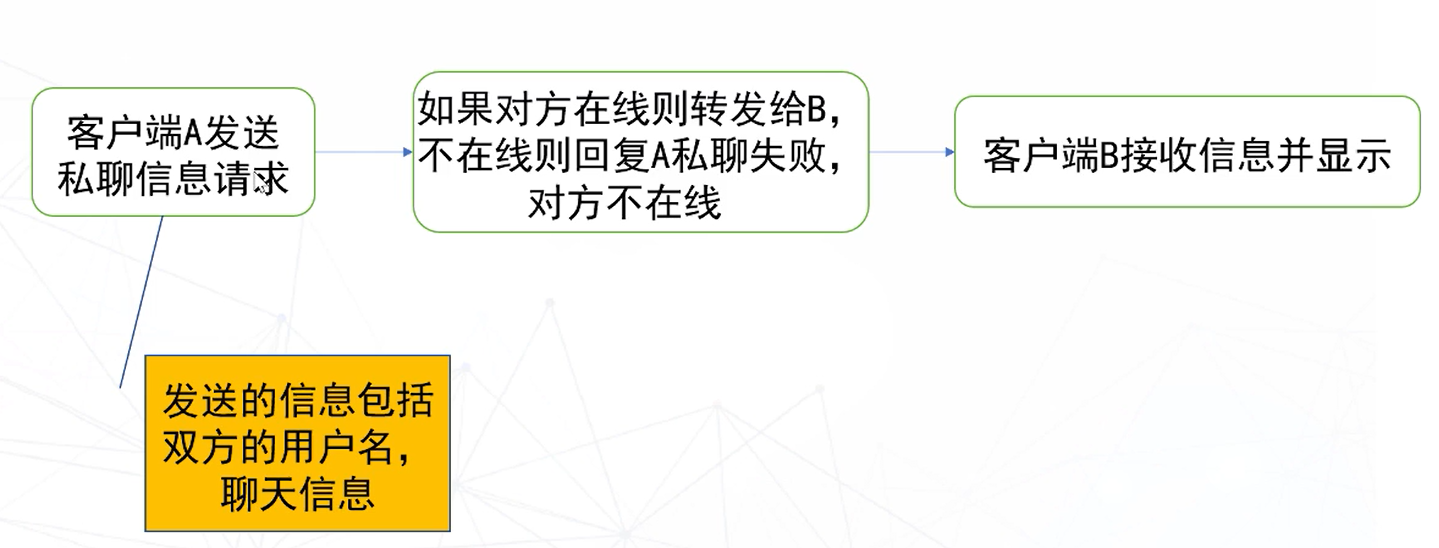 客户端A发送
私聊信息请求
如果对方在线则转发给B,
不在线则回复A私聊失败,
对方不在线
客户端B接收信息并显示
发送的信息包括
双方的用户名,
聊天信息